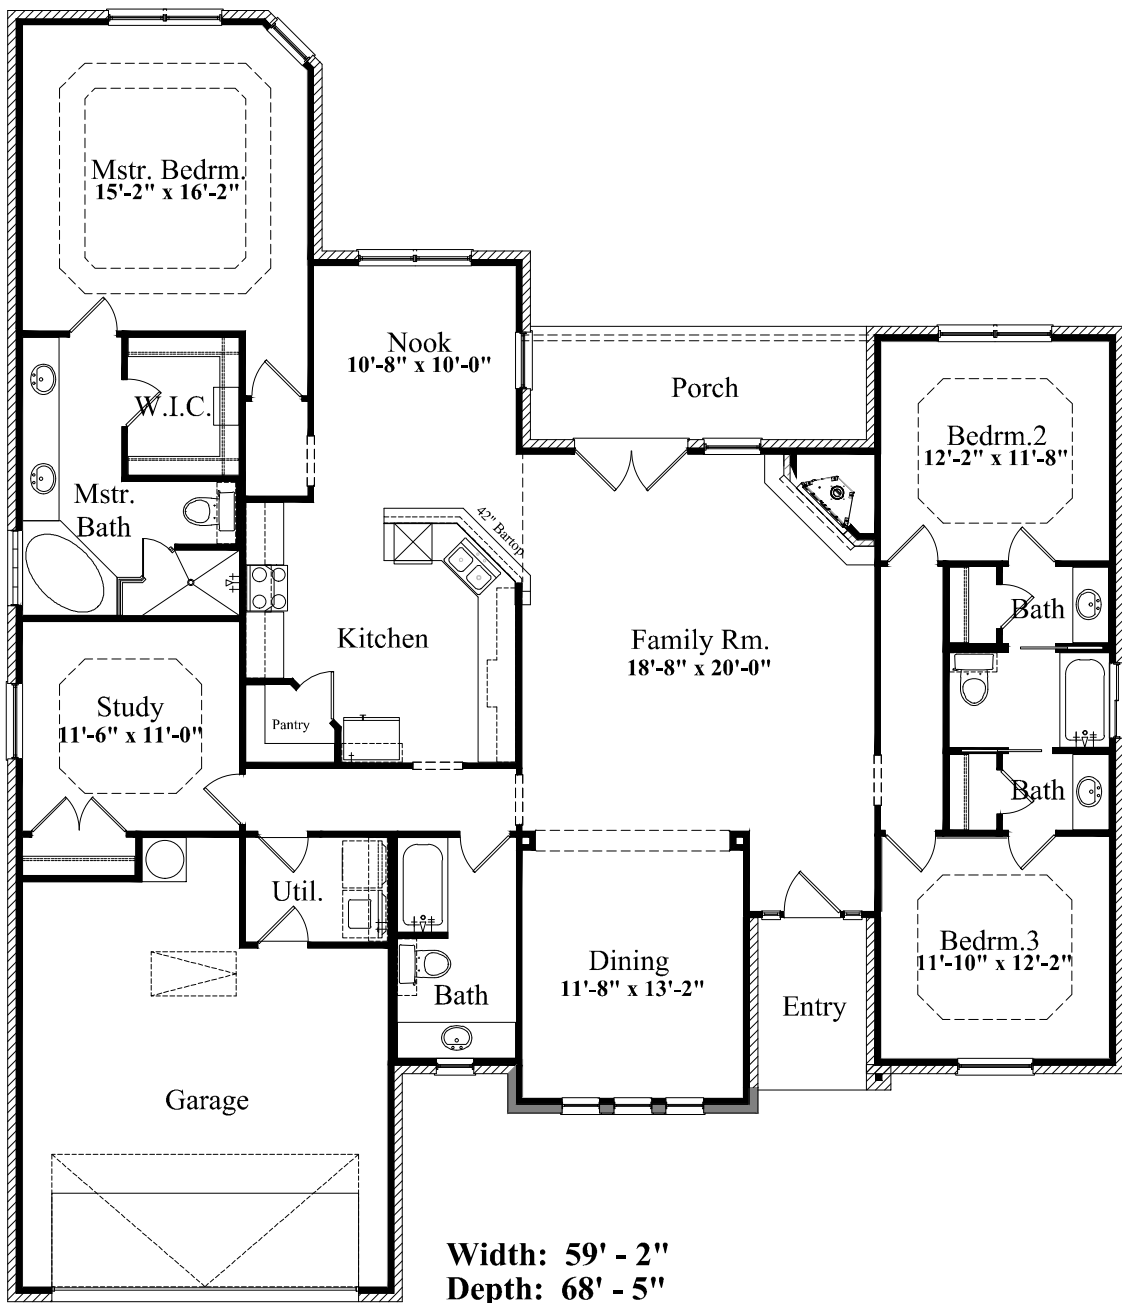 Mstr. Bedrm.
15'-2" x 16'-2"
Nook
10'-8" x 10'-0"
Porch
W.I.C.
Bedrm.2
12'-2" x 11'-8"
Mstr.
Bath
42" Bartop
Kitchen
Family Rm.
18'-8" x 20'-0"
Bath
Study
11'-6" x 11'-0"
Pantry
Bath
Util.
Dining
11'-8" x 13'-2"
Bedrm.3
11'-10" x 12'-2"
Bath
Entry
Garage
Width: 59' - 2"
Depth: 68' - 5"